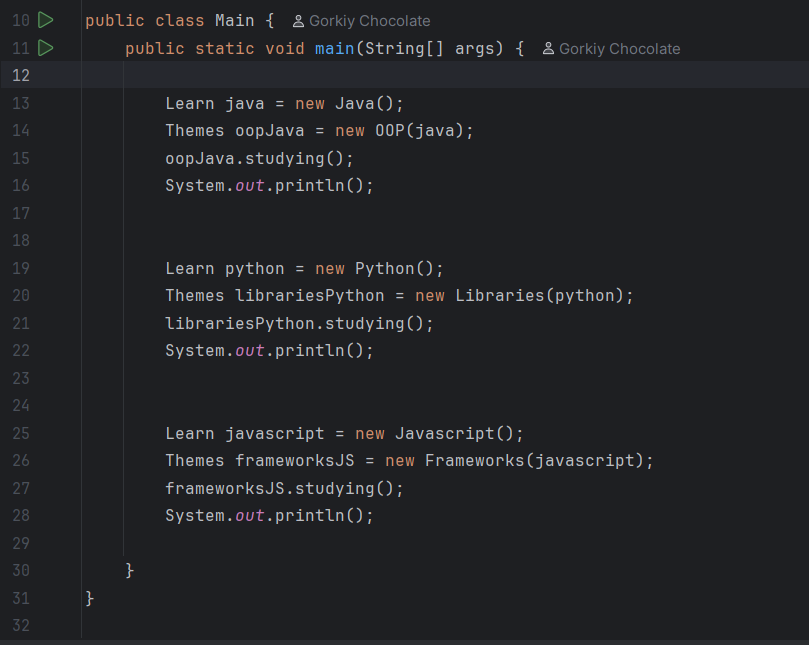 10 public class Main { Gorkiy Chocolate
11 public static void main(String[] args) { Gorkiy Chocolate
12
13 Learn java = new Java();
14 Themes oopJava = new OOP(java);
15 oopJava.studying();
16 System.out.println();
17
18
19 Learn python = new Python();
20 Themes librariesPython = new Libraries(python);
21 librariesPython.studying();
22 System.out.println();
23
24
25 Learn javascript = new Javascript();
26 Themes frameworksJS = new Frameworks(javascript);
27 frameworksJS.studying();
28 System.out.println();
29
30 }
31 }
32